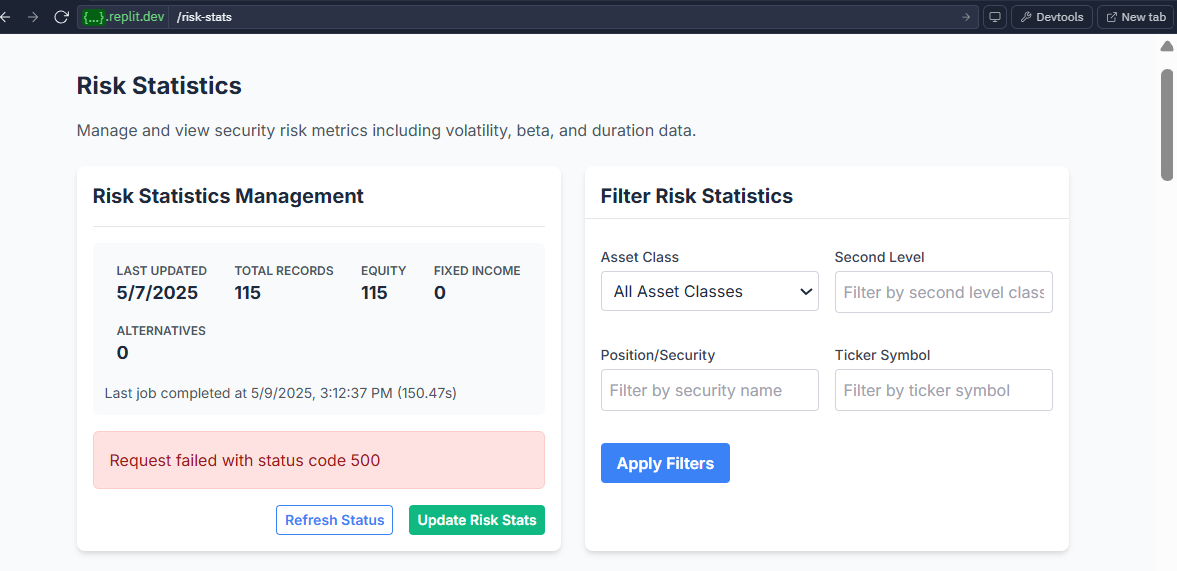 {...}.replit.dev /risk-stats Devtools New tab
Risk Statistics
Manage and view security risk metrics including volatility, beta, and duration data.
Risk Statistics Management
LAST UPDATED TOTAL RECORDS EQUITY FIXED INCOME
5/7/2025 115 115 0
ALTERNATIVES
0
Last job completed at 5/9/2025, 3:12:37 PM (150.47s)
Request failed with status code 500
Refresh Status Update Risk Stats
Filter Risk Statistics
Asset Class Second Level
All Asset Classes Filter by second level class
Position/Security Ticker Symbol
Filter by security name Filter by ticker symbol
Apply Filters